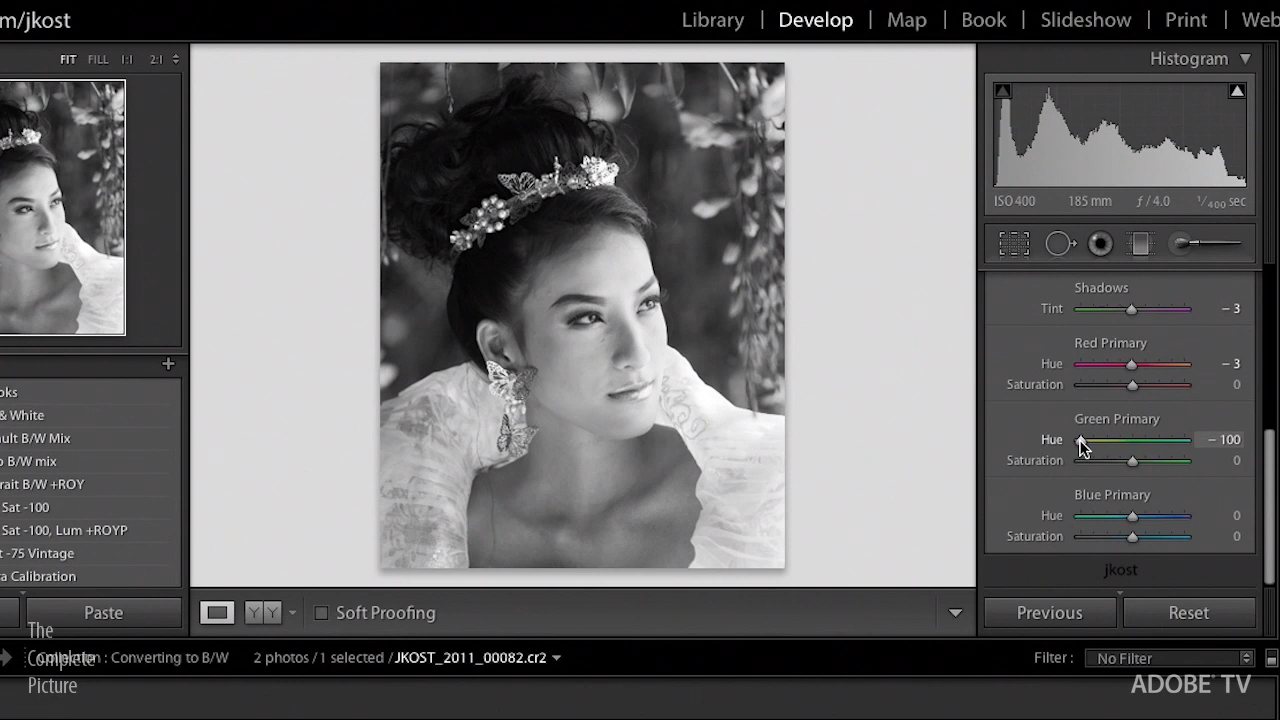 m/jkost
Library | Develop | Map | Book | Slideshow | Print | Web
FIT FILL 1:1 2:1
Histogram
ISO 400 185 mm ƒ / 4.0 1/400 sec
Shadows
Tint – 3
Red Primary
Hue – 3
Saturation 0
Green Primary
Hue – 100
Saturation 0
Blue Primary
Hue 0
Saturation 0
jkost
oks
& White
ault B/W Mix
o B/W mix
rait B/W +ROY
Sat -100
Sat -100, Lum +ROYP
t -75 Vintage
ra Calibration
Paste
Y Y
Soft Proofing
Previous
Reset
The
Complete
Picture
: Converting to B/W
2 photos / 1 selected / JKOST_2011_00082.cr2
Filter :
No Filter
ADOBE TV